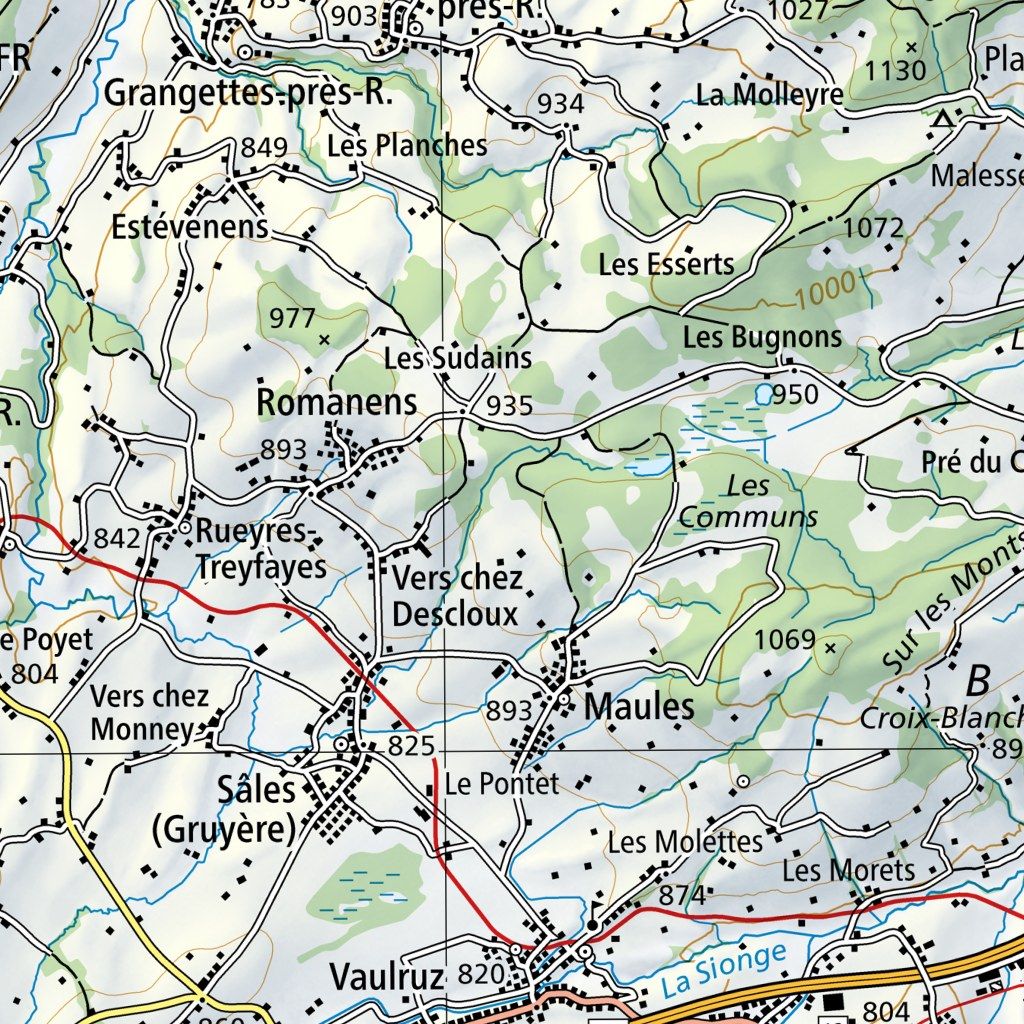 783
903
près-R.
1027
FR
1130
Grangettes-près-R.
934
La Molleyre
849
Les Planches
Estévenens
1072
Les Esserts
1000
977
Les Sudains
Les Bugnons
Romanens
935
950
R.
893
Pré du C
Les
Communs
842
Rueyres-
Treyfayes
Vers chez
Descloux
Sur les Monts
e Poyet
804
1069
B
Vers chez
Monney
893
Maules
Croix-Blanch
825
89
Sâles
(Gruyère)
Le Pontet
Les Molettes
Les Morets
874
Vaulruz
820
La Sionge
804